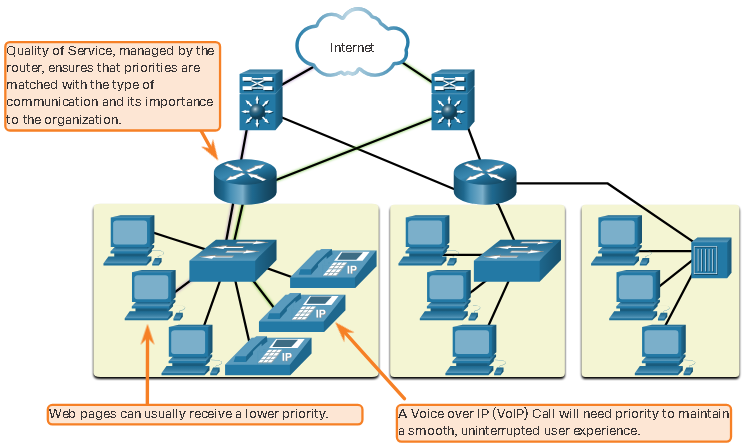 Internet
Quality of Service, managed by the
router, ensures that priorities are
matched with the type of
communication and its importance
to the organization.
IP
IP
IP
Web pages can usually receive a lower priority.
A Voice over IP (VoIP) Call will need priority to maintain
a smooth, uninterrupted user experience.